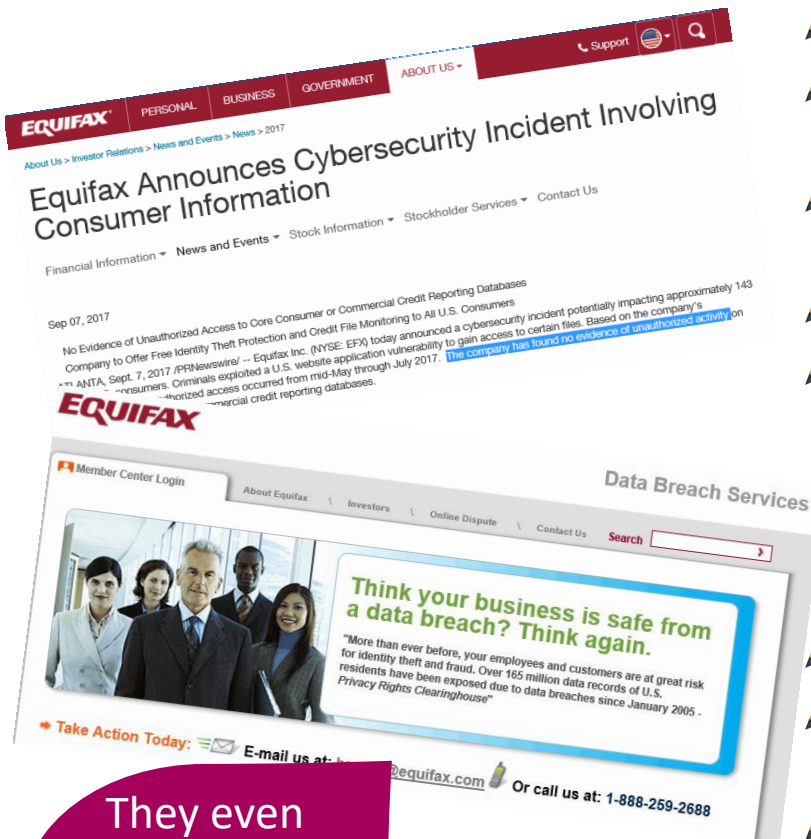 Support
EQUIFAX PERSONAL BUSINESS GOVERNMENT ABOUT US
About Us > Investor Relations > News and Events > News > 2017
Equifax Announces Cybersecurity Incident Involving
Consumer Information
Financial Information News and Events Stock Information Stockholder Services Contact Us
Sep 07, 2017
No Evidence of Unauthorized Access to Core Consumer or Commercial Credit Reporting Databases
Company to Offer Free Identity Theft Protection and Credit File Monitoring to All U.S. Consumers
ATLANTA, Sept. 7, 2017 /PRNewswire/ -- Equifax Inc. (NYSE: EFX) today announced a cybersecurity incident potentially impacting approximately 143
consumers. Criminals exploited a U.S. website application vulnerability to gain access to certain files. Based on the company's
access occurred from mid-May through July 2017. The company has found no evidence of unauthorized activity on
credit reporting databases.
EQUIFAX
Data Breach Services
Member Center Login About Equifax \ Investors \ Online Dispute \ Contact Us Search
Think your business is safe from
a data breach? Think again.
"More than ever before, your employees and customers are at great risk
for identity theft and fraud. Over 165 million data records of U.S.
residents have been exposed due to data breaches since January 2005 -
Privacy Rights Clearinghouse"
Take Action Today: E-mail us at: @equifax.com Or call us at: 1-888-259-2688
They even